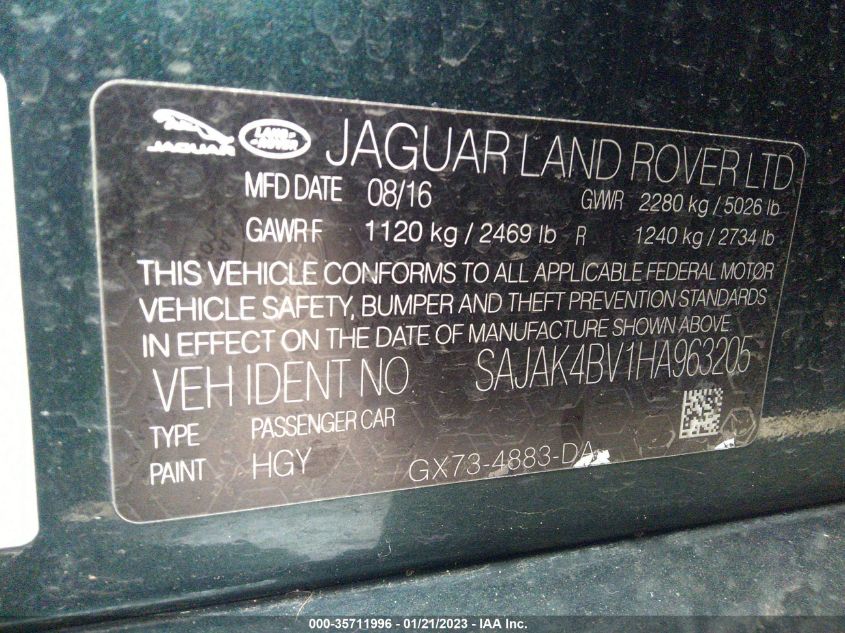 JAGUAR LAND ROVER JAGUAR LAND ROVER LTD
MFD DATE 08/16 GVWR 2280 kg / 5026 lb
GAWR F 1120 kg / 2469 lb R 1240 kg / 2734 lb
THIS VEHICLE CONFORMS TO ALL APPLICABLE FEDERAL MOTOR
VEHICLE SAFETY, BUMPER AND THEFT PREVENTION STANDARDS
IN EFFECT ON THE DATE OF MANUFACTURE SHOWN ABOVE.
VEH IDENT NO SAJAK4BV1HA963205
TYPE PASSENGER CAR
PAINT HGY GX73-4883-DA
000-35711996 - 01/21/2023 - IAA Inc.